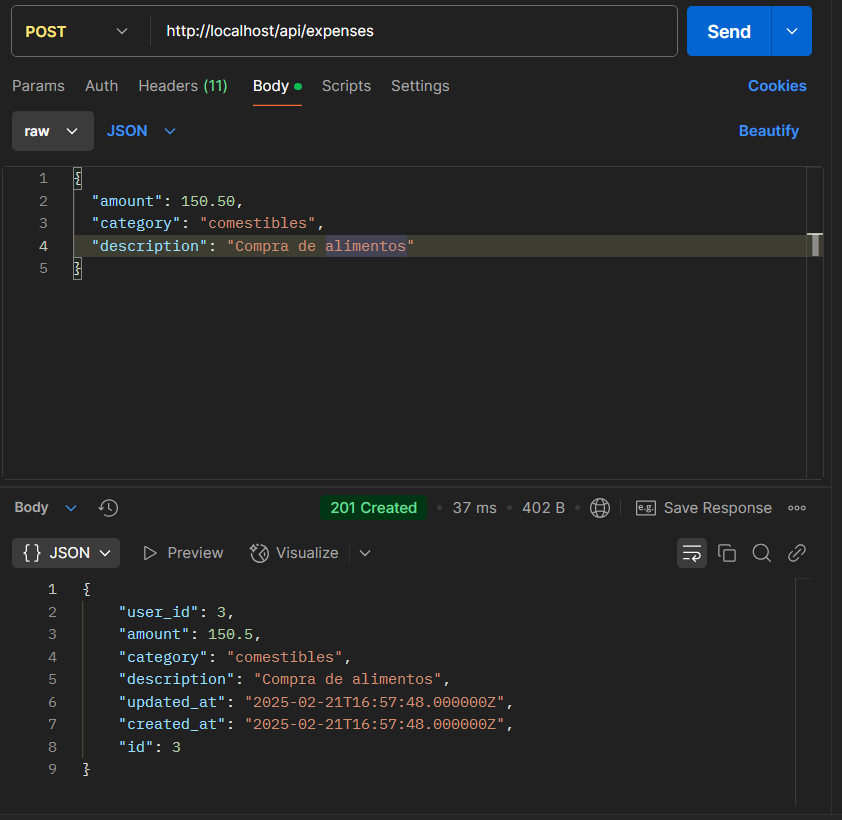 POST http://localhost/api/expenses Send
Params Auth Headers (11) Body Scripts Settings Cookies
raw JSON Beautify
1 {
2 "amount": 150.50,
3 "category": "comestibles",
4 "description": "Compra de alimentos"
5 }
Body 201 Created 37 ms 402 B e.g. Save Response
{} JSON Preview Visualize
1 {
2 "user_id": 3,
3 "amount": 150.5,
4 "category": "comestibles",
5 "description": "Compra de alimentos",
6 "updated_at": "2025-02-21T16:57:48.000000Z",
7 "created_at": "2025-02-21T16:57:48.000000Z",
8 "id": 3
9 }